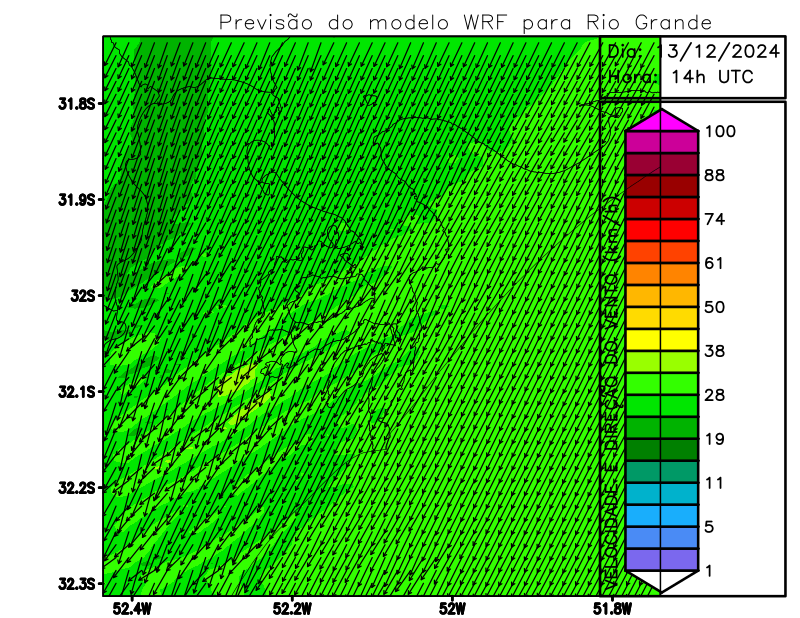 Previsão do modelo WRF para Rio Grande
Dia: 13/12/2024
Hora: 14h UTC
31.8S
31.9S
32S
32.1S
32.2S
32.3S
52.4W
52.2W
52W
51.8W
VELOCIDADE E DIREÇÃO DO VENTO (km/h)
100
88
74
61
50
38
28
19
11
5
1